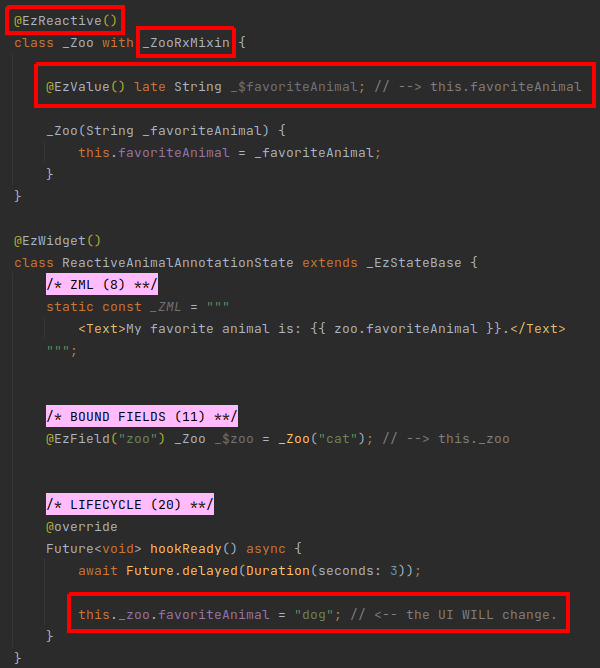 @EzReactive()
class _Zoo with _ZooRxMixin {
@EzValue() late String _$favoriteAnimal; // --> this.favoriteAnimal
_Zoo(String _favoriteAnimal) {
this.favoriteAnimal = _favoriteAnimal;
}
}
@EzWidget()
class ReactiveAnimalAnnotationState extends _EzStateBase {
/* ZML (8) **/
static const _ZML = """
<Text>My favorite animal is: {{ zoo.favoriteAnimal }}.</Text>
""";
/* BOUND FIELDS (11) **/
@EzField("zoo") _Zoo _$zoo = _Zoo("cat"); // --> this._zoo
/* LIFECYCLE (20) **/
@override
Future<void> hookReady() async {
await Future.delayed(Duration(seconds: 3));
this._zoo.favoriteAnimal = "dog"; // <-- the UI WILL change.
}
}